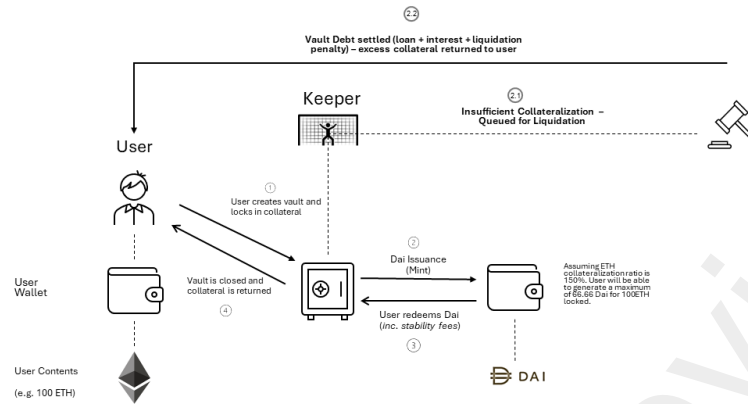 2.2
Vault Debt settled (loan + interest + liquidation
penalty) – excess collateral returned to user
Keeper
2.1
Insufficient Collateralization –
Queued for Liquidation
User
1
User creates vault and
locks in collateral
2
Dai Issuance
(Mint)
Assuming ETH
collateralization ratio is
150%. User will be able
to generate a maximum
of 66.66 Dai for 100ETH
locked.
User
Wallet
Vault is closed and
collateral is returned
4
User redeems Dai
(inc. stability fees)
3
User Contents
(e.g. 100 ETH)
DAI